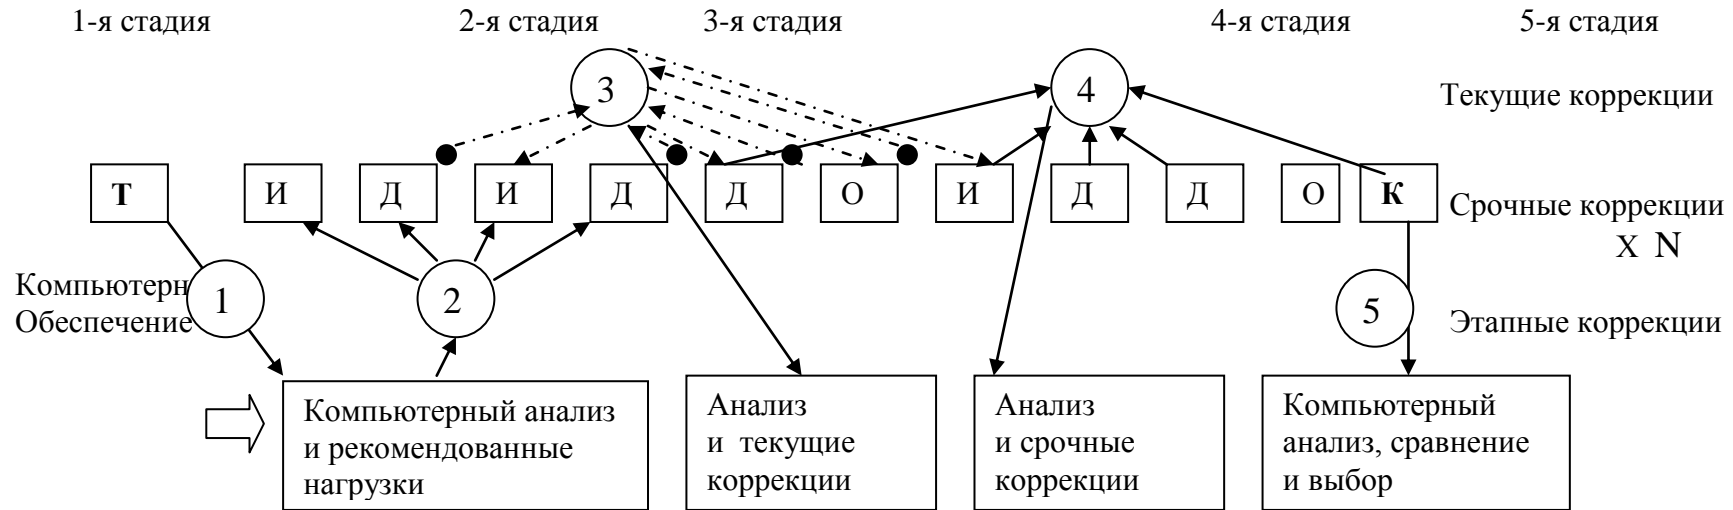 1-я стадия 2-я стадия 3-я стадия 4-я стадия 5-я стадия
3 4
Текущие коррекции
Т И Д И Д Д О И Д Д О К
Срочные коррекции
X N
Компьютерн
Обеспечение
1 2 5
Этапные коррекции
Компьютерный анализ
и рекомендованные
нагрузки
Анализ
и текущие
коррекции
Анализ
и срочные
коррекции
Компьютерный
анализ, сравнение
и выбор